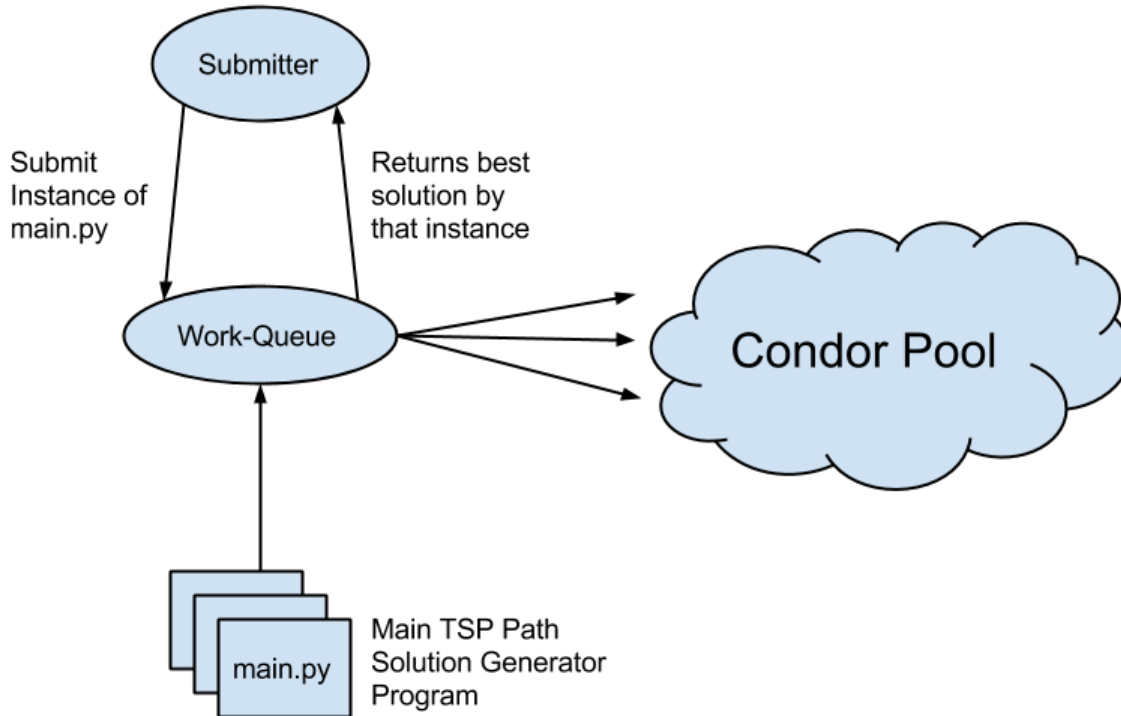 Submitter
Submit
Instance of
main.py
Returns best
solution by
that instance
Work-Queue
Condor Pool
main.py
Main TSP Path
Solution Generator
Program